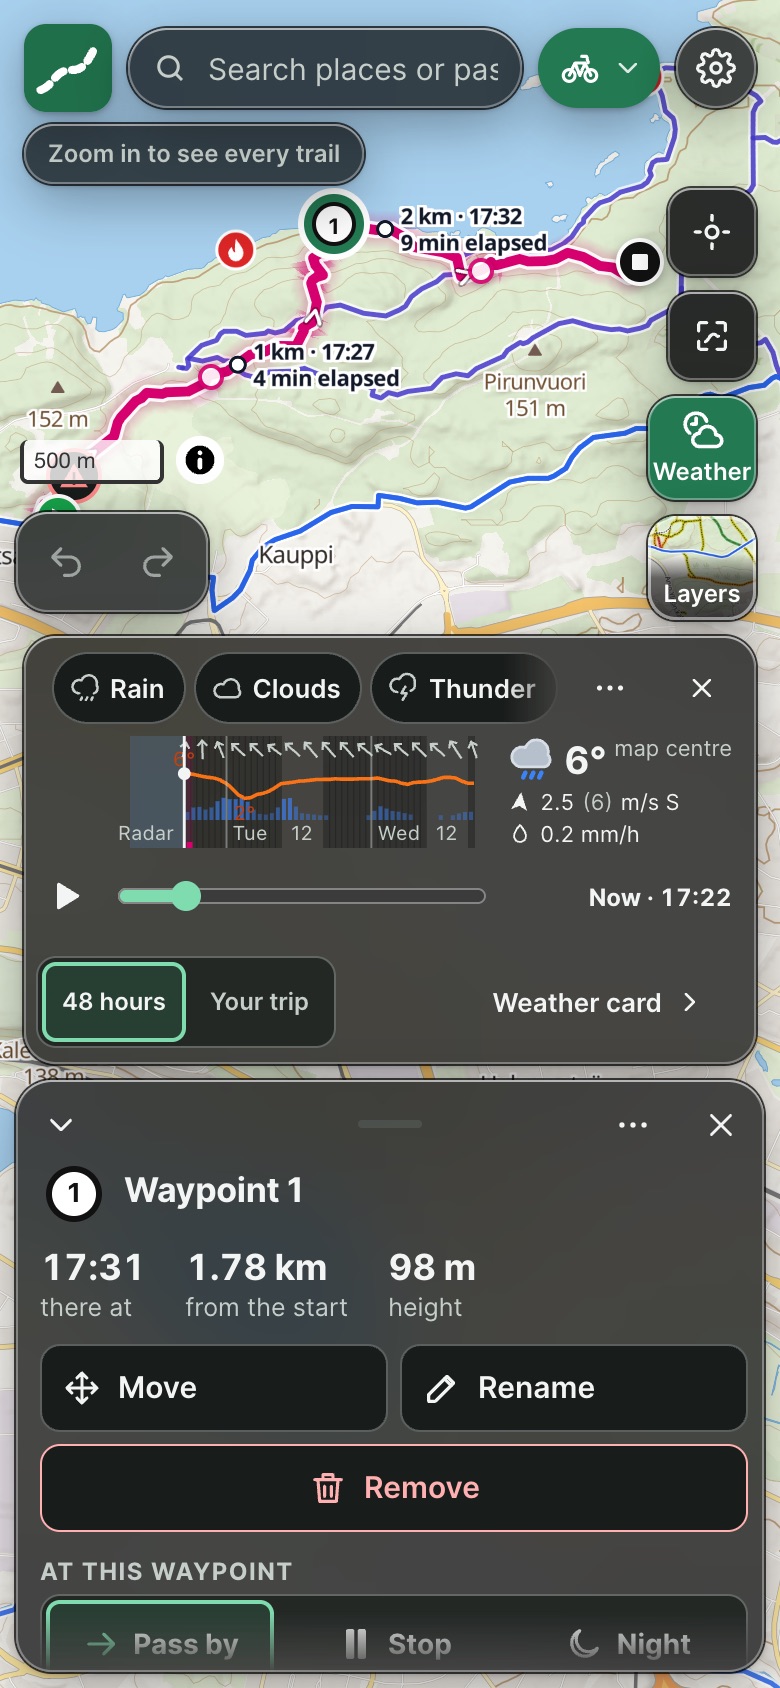 Search places or pas
Zoom in to see every trail
1
2 km · 17:32
9 min elapsed
1 km · 17:27
4 min elapsed
Pirunvuori
151 m
152 m
500 m
Weather
Kauppi
Layers
Rain
Clouds
Thunder
6°
map centre
2.5 (6) m/s S
0.2 mm/h
6°
Radar
Tue
12
Wed
12
Now · 17:22
48 hours
Your trip
Weather card
138 m
1
Waypoint 1
17:31
1.78 km
98 m
there at
from the start
height
Move
Rename
Remove
AT THIS WAYPOINT
Pass by
Stop
Night